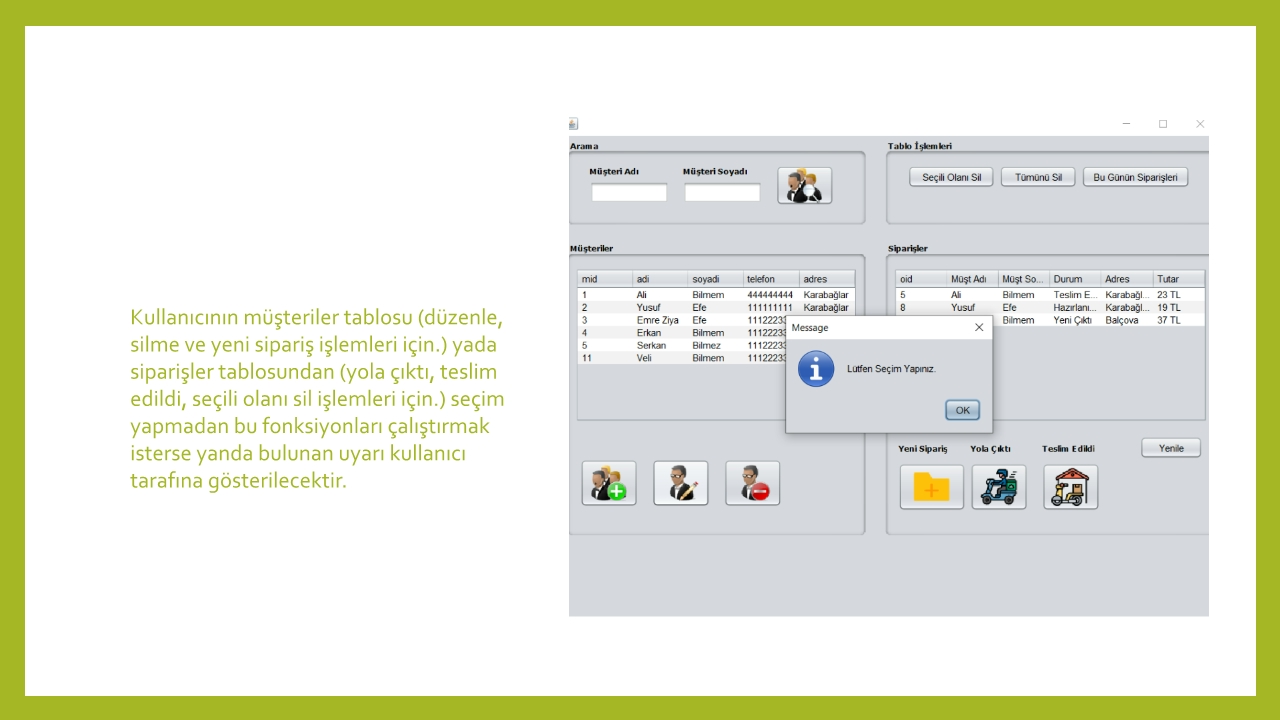 Kullanıcının müşteriler tablosu (düzenle,
silme ve yeni sipariş işlemleri için.) yada
siparişler tablosundan (yola çıktı, teslim
edildi, seçili olanı sil işlemleri için.) seçim
yapmadan bu fonksiyonları çalıştırmak
isterse yanda bulunan uyarı kullanıcı
tarafına gösterilecektir.
Arama
Müşteri Adı Müşteri Soyadı
Tablo İşlemleri
Seçili Olanı Sil Tümünü Sil Bu Günün Siparişleri
Müşteriler
mid adi soyadi telefon adres
1 Ali Bilmem 444444444 Karabağlar
2 Yusuf Efe 111111111 Karabağlar
3 Emre Ziya Efe 11122233
4 Erkan Bilmem 11122233
5 Serkan Bilmez 11122233
11 Veli Bilmem 11122233
Siparişler
oid Müşt Adı Müşt So... Durum Adres Tutar
5 Ali Bilmem Teslim E... Karabağl... 23 TL
8 Yusuf Efe Hazırlanı... Karabağl... 19 TL
Bilmem Yeni Çıktı Balçova 37 TL
Message
Lütfen Seçim Yapınız.
OK
Yeni Sipariş Yola Çıktı Teslim Edildi Yenile